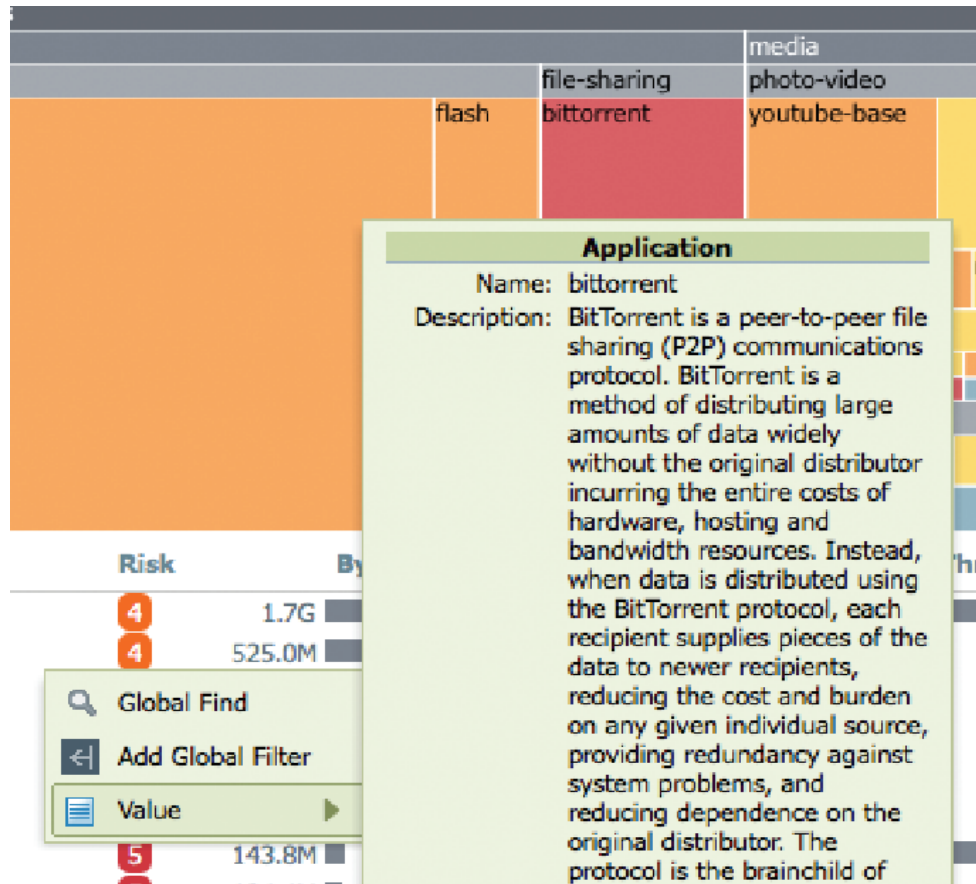 media
file-sharing
photo-video
flash
bittorrent
youtube-base
Application
Name: bittorrent
Description: BitTorrent is a peer-to-peer file
sharing (P2P) communications
protocol. BitTorrent is a
method of distributing large
amounts of data widely
without the original distributor
incurring the entire costs of
hardware, hosting and
bandwidth resources. Instead,
when data is distributed using
the BitTorrent protocol, each
recipient supplies pieces of the
data to newer recipients,
reducing the cost and burden
on any given individual source,
providing redundancy against
system problems, and
reducing dependence on the
original distributor. The
protocol is the brainchild of
Risk
4 1.7G
4 525.0M
Global Find
Add Global Filter
Value
5 143.8M